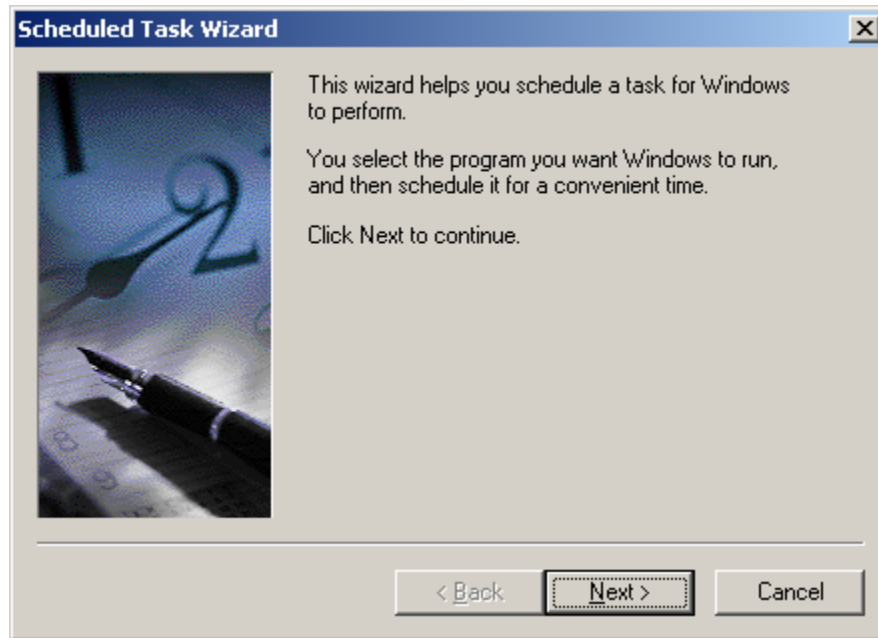 Scheduled Task Wizard
This wizard helps you schedule a task for Windows
to perform.
You select the program you want Windows to run,
and then schedule it for a convenient time.
Click Next to continue.
2
< Back
Next >
Cancel